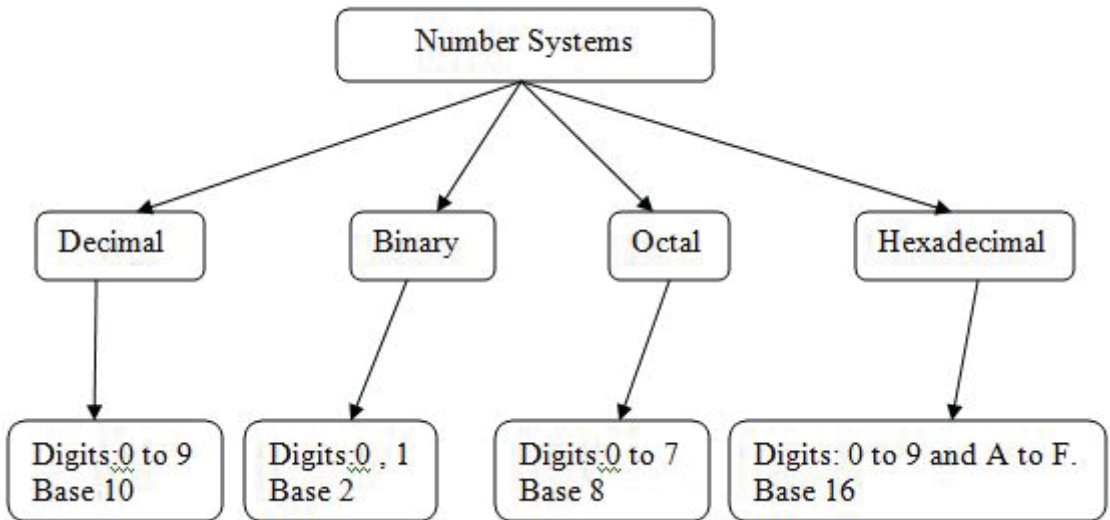 Number Systems
Decimal
Binary
Octal
Hexadecimal
Digits:0 to 9
Base 10
Digits:0 , 1
Base 2
Digits:0 to 7
Base 8
Digits: 0 to 9 and A to F.
Base 16